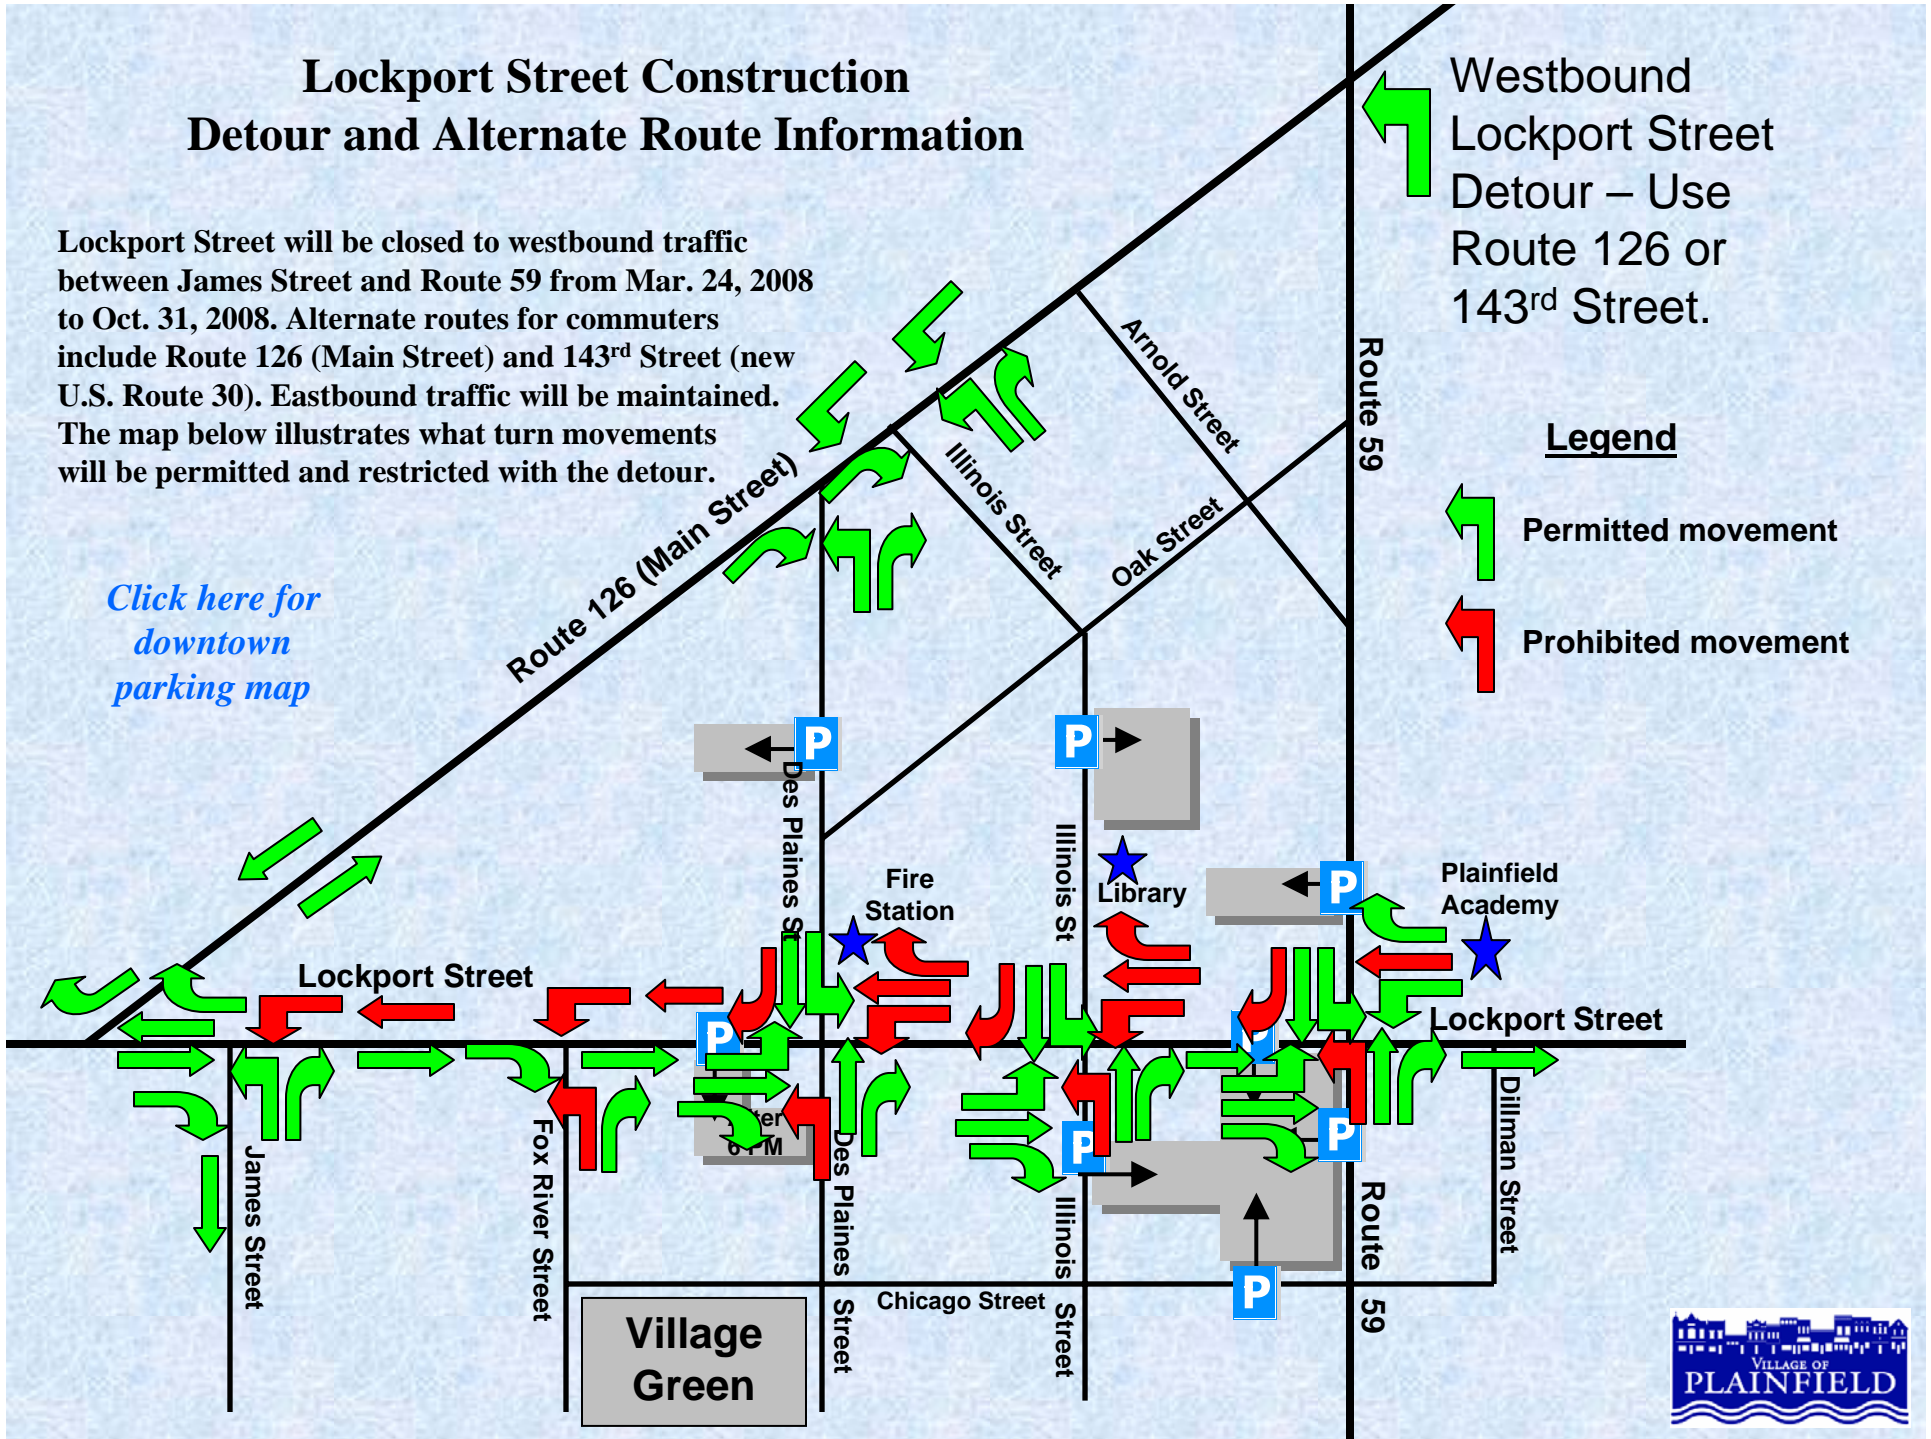 Lockport Street Construction
Detour and Alternate Route Information
Westbound
Lockport Street
Detour – Use
Route 126 or
143rd Street.
Lockport Street will be closed to westbound traffic
between James Street and Route 59 from Mar. 24, 2008
to Oct. 31, 2008. Alternate routes for commuters
include Route 126 (Main Street) and 143rd Street (new
U.S. Route 30). Eastbound traffic will be maintained.
The map below illustrates what turn movements
will be permitted and restricted with the detour.
Click here for
downtown
parking map
Legend
Permitted movement
Prohibited movement
Route 126 (Main Street)
Arnold Street
Illinois Street
Oak Street
Route 59
P
P
Des Plaines St
Illinois St
Fire
Station
Library
P
Plainfield
Academy
Lockport Street
Lockport Street
P
P
6 PM
P
P
James Street
Fox River Street
Des Plaines Street
Illinois Street
Route 59
Dillman Street
Chicago Street
P
Village
Green
VILLAGE OF
PLAINFIELD